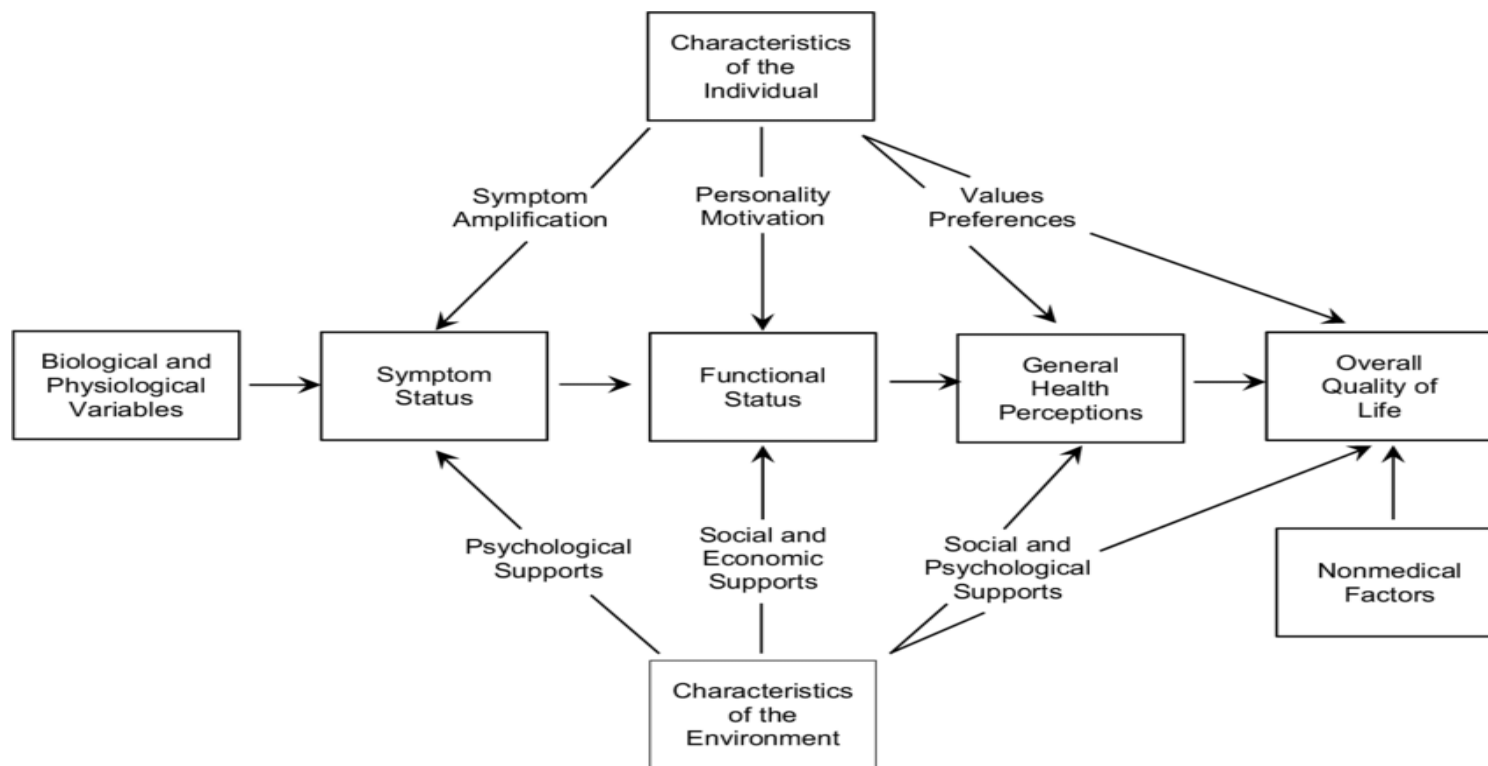 Characteristics
of the
Individual
Symptom
Amplification
Personality
Motivation
Values
Preferences
Biological and
Physiological
Variables
Symptom
Status
Functional
Status
General
Health
Perceptions
Overall
Quality of
Life
Psychological
Supports
Social and
Economic
Supports
Social and
Psychological
Supports
Nonmedical
Factors
Characteristics
of the
Environment